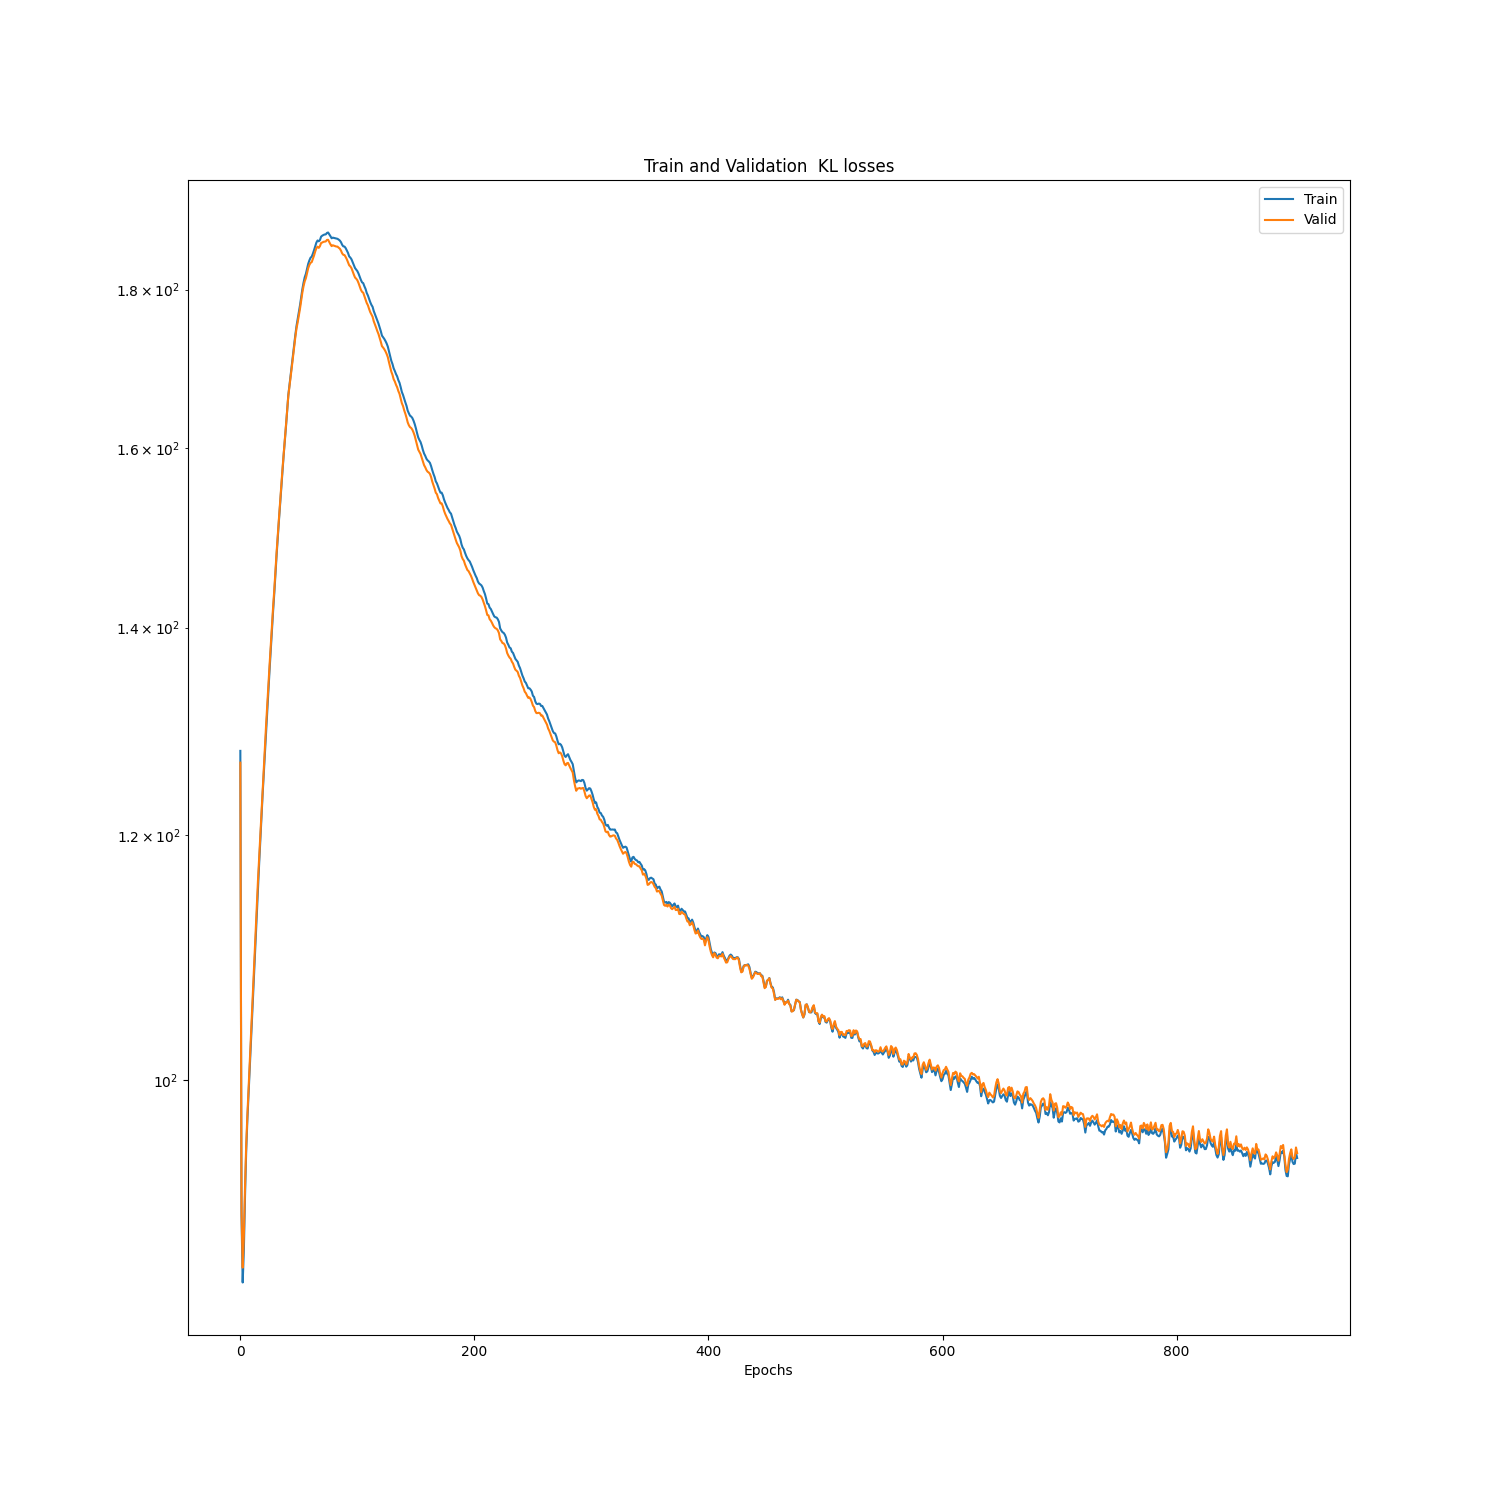 Train and Validation  KL losses
Train
Valid
1.8 × 10²
1.6 × 10²
1.4 × 10²
1.2 × 10²
10²
0 200 400 600 800
Epochs